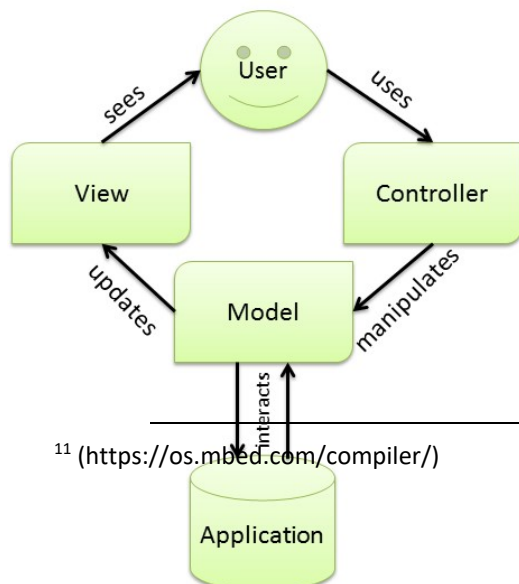 User
sees
uses
View
Controller
updates
manipulates
Model
interacts
11 (https://os.mbed.com/compiler/)
Application